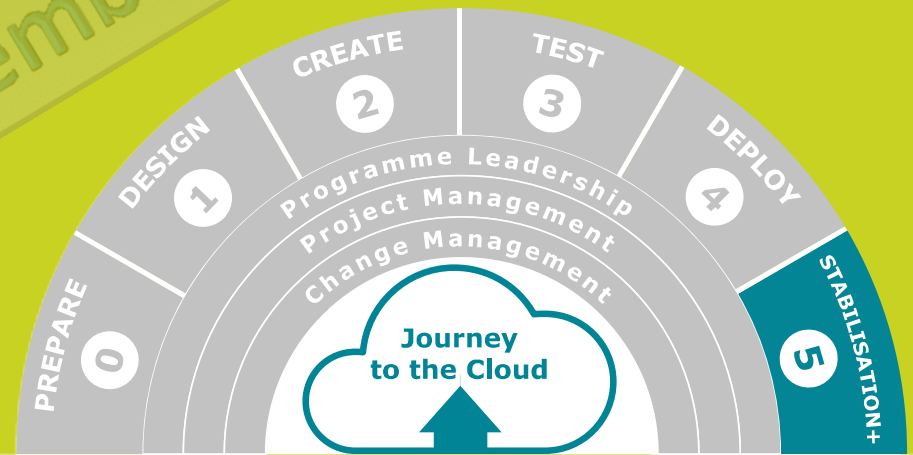 emb
PREPARE
0
DESIGN
1
CREATE
2
TEST
3
DEPLOY
4
STABILISATION+
5
Programme Leadership
Project Management
Change Management
Journey
to the Cloud